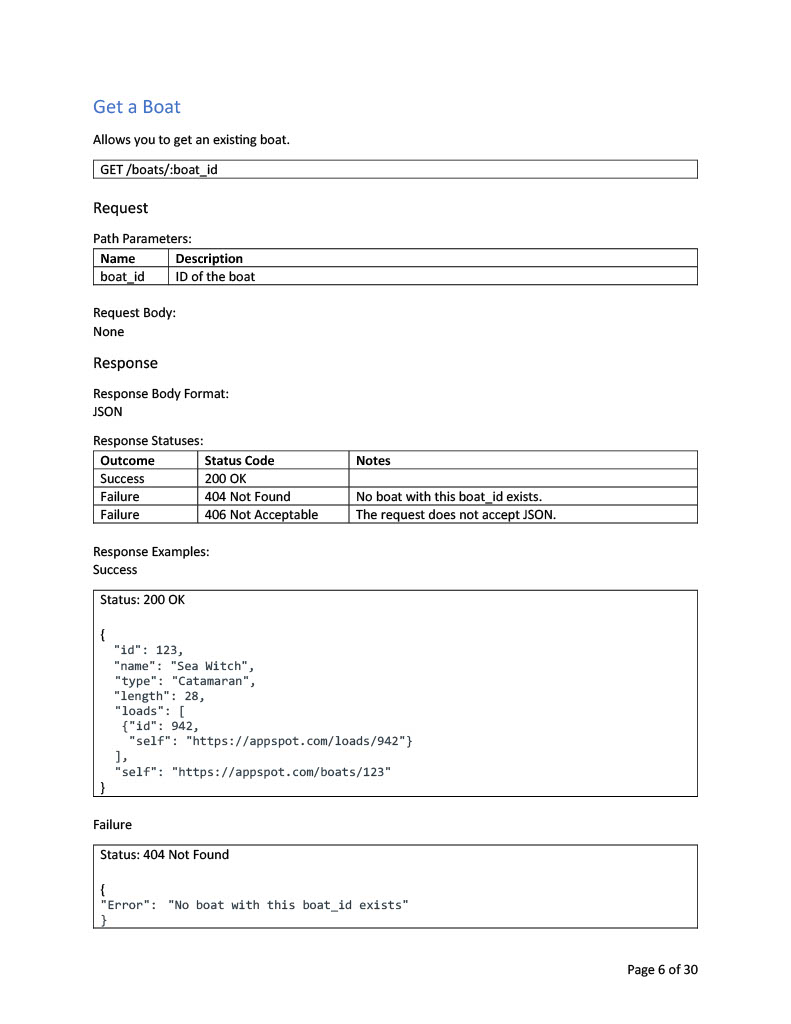 Get a Boat
Allows you to get an existing boat.
GET /boats/:boat_id
Request
Path Parameters:
Name Description
boat_id ID of the boat
Request Body:
None
Response
Response Body Format:
JSON
Response Statuses:
Outcome Status Code Notes
Success 200 OK
Failure 404 Not Found No boat with this boat_id exists.
Failure 406 Not Acceptable The request does not accept JSON.
Response Examples:
Success
Status: 200 OK
{
  "id": 123,
  "name": "Sea Witch",
  "type": "Catamaran",
  "length": 28,
  "loads": [
   {"id": 942,
    "self": "https://appspot.com/loads/942"}
  ],
  "self": "https://appspot.com/boats/123"
}
Failure
Status: 404 Not Found
{
"Error":  "No boat with this boat_id exists"
}
Page 6 of 30